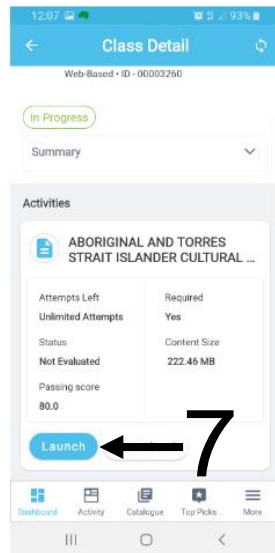 12:07 93%
Class Detail
Web-Based • ID - 00003260
In Progress
Summary
Activities
ABORIGINAL AND TORRES
STRAIT ISLANDER CULTURAL ...
Attempts Left Required
Unlimited Attempts Yes
Status Content Size
Not Evaluated 222.46 MB
Passing score
80.0
Launch
7
Dashboard Activity Catalogue Top Picks More